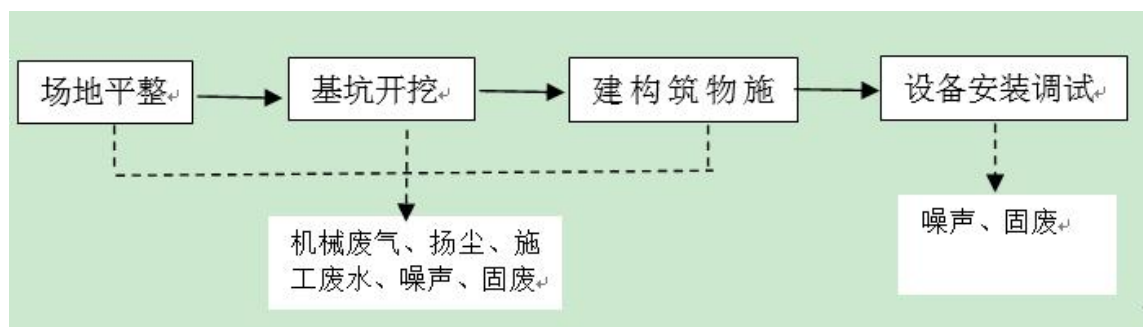 场地平整
基坑开挖
建构筑物施
设备安装调试
机械废气、扬尘、施
工废水、噪声、固废
噪声、固废